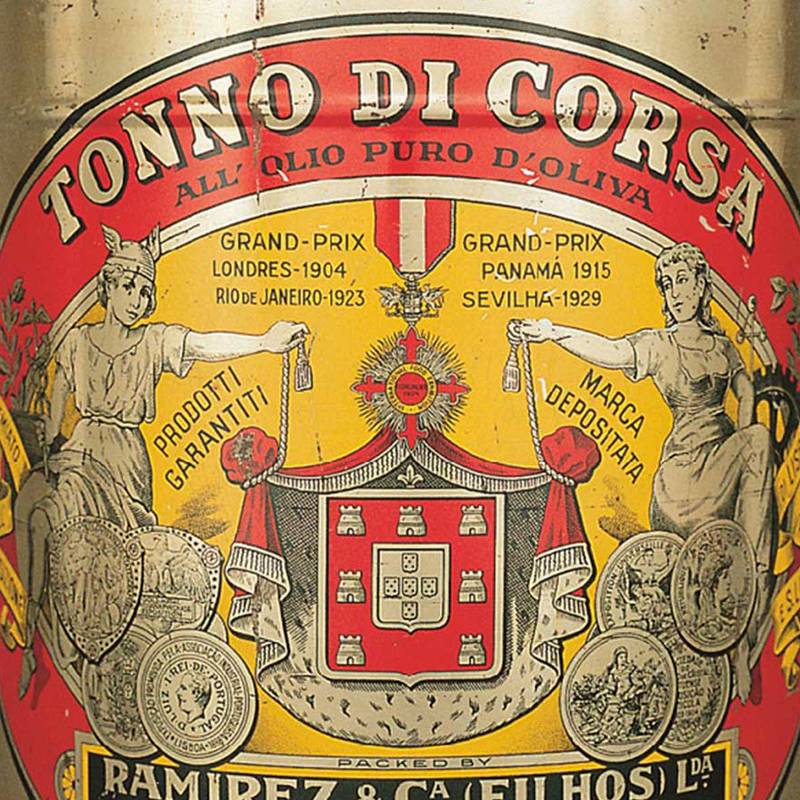 TONNO DI CORSA
ALL' OLIO PURO D'OLIVA
GRAND-PRIX
LONDRES-1904
RIO DE JANEIRO-1923
GRAND-PRIX
PANAMÁ 1915
SEVILHA-1929
PRODOTTI
GARANTITI
MARCA
DEPOSITATA
PACKED BY
RAMIREZ & CA (FILHOS) LDA